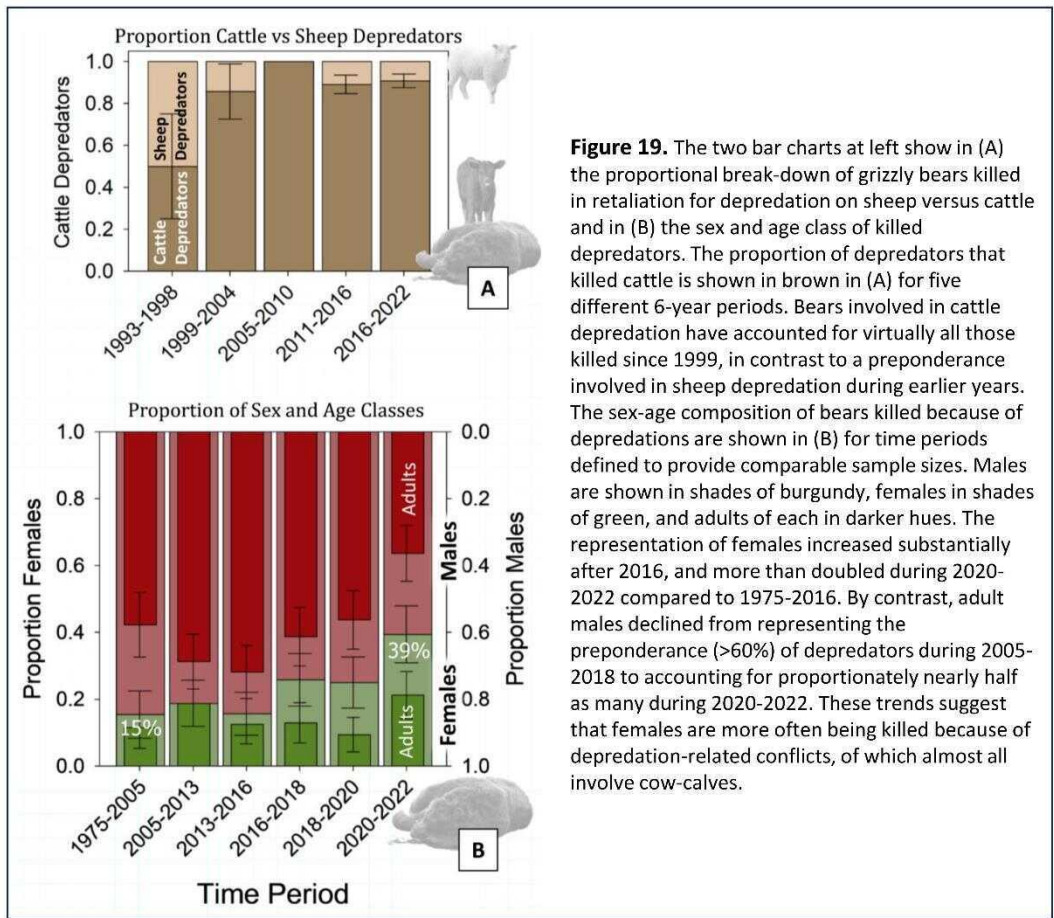 Proportion Cattle vs Sheep Depredators
Cattle Depredators
1.0
0.8
0.6
0.4
0.2
0.0
Sheep
Depredators
Cattle
Depredators
A
1993-1998
1999-2004
2005-2010
2011-2016
2016-2022
Proportion of Sex and Age Classes
Proportion Females
1.0
0.8
0.6
0.4
0.2
0.0
15%
39%
Adults
Adults
0.0
0.2
0.4
0.6
0.8
1.0
Males
Females
Proportion Males
1975-2005
2005-2013
2013-2016
2016-2018
2018-2020
2020-2022
B
Time Period
Figure 19. The two bar charts at left show in (A)
the proportional break-down of grizzly bears killed
in retaliation for depredation on sheep versus cattle
and in (B) the sex and age class of killed
depredators. The proportion of depredators that
killed cattle is shown in brown in (A) for five
different 6-year periods. Bears involved in cattle
depredation have accounted for virtually all those
killed since 1999, in contrast to a preponderance
involved in sheep depredation during earlier years.
The sex-age composition of bears killed because of
depredations are shown in (B) for time periods
defined to provide comparable sample sizes. Males
are shown in shades of burgundy, females in shades
of green, and adults of each in darker hues. The
representation of females increased substantially
after 2016, and more than doubled during 2020-
2022 compared to 1975-2016. By contrast, adult
males declined from representing the
preponderance (>60%) of depredators during 2005-
2018 to accounting for proportionately nearly half
as many during 2020-2022. These trends suggest
that females are more often being killed because of
depredation-related conflicts, of which almost all
involve cow-calves.